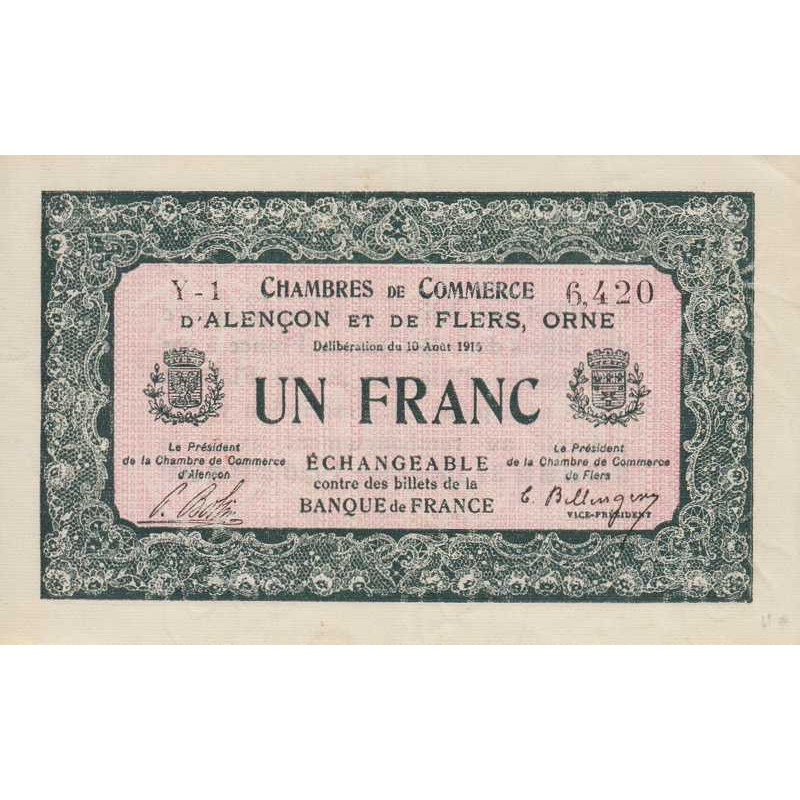 Y-1 CHAMBRES DE COMMERCE 6,420
D'ALENÇON ET DE FLERS, ORNE
Délibération du 10 Août 1915
UN FRANC
Le Président
de la Chambre de Commerce
d'Alençon
ÉCHANGEABLE
contre des billets de la
BANQUE de FRANCE
Le Président
de la Chambre de Commerce
de Flers
VICE-PRÉSIDENT